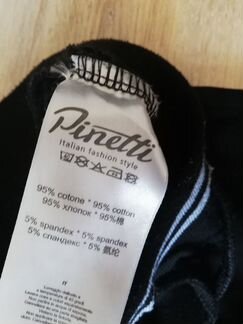 Pinetti
Italian fashion style
95% cotone * 95% cotton
95% хлопок * 95%棉
5% spandex * 5% spandex
5% спандекс * 5% 氨纶
IT